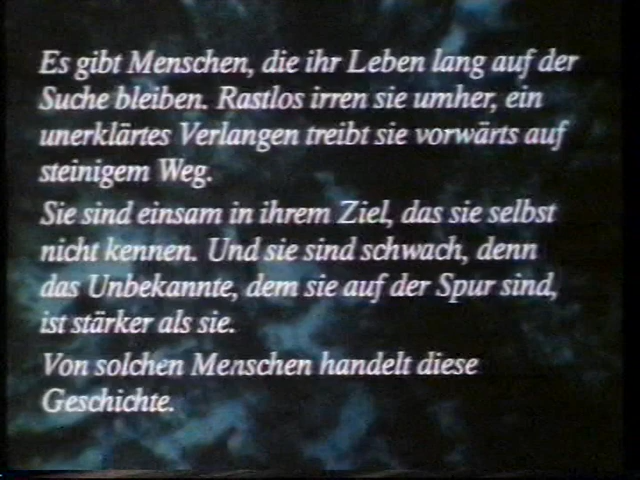 Es gibt Menschen, die ihr Leben lang auf der
Suche bleiben. Rastlos irren sie umher, ein
unerklärtes Verlangen treibt sie vorwärts auf
steinigem Weg.
Sie sind einsam in ihrem Ziel, das sie selbst
nicht kennen. Und sie sind schwach, denn
das Unbekannte, dem sie auf der Spur sind,
ist stärker als sie.
Von solchen Menschen handelt diese
Geschichte.